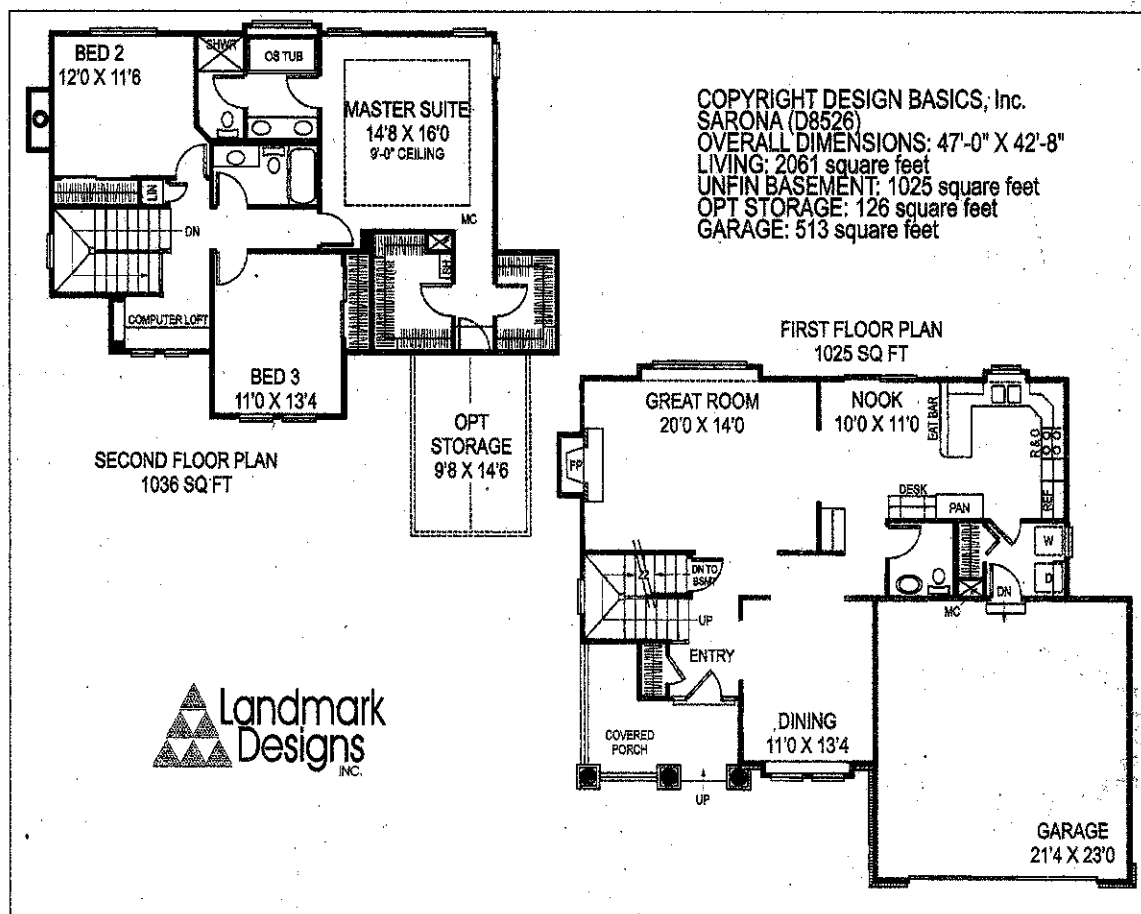 BED 2
12'0 X 11'6
SHWR
OS TUB
MASTER SUITE
14'8 X 16'0
9'-0" CEILING
LIN
DN
MC
SH
COMPUTER LOFT
BED 3
11'0 X 13'4
OPT
STORAGE
9'8 X 14'6
SECOND FLOOR PLAN
1036 SQ FT
COPYRIGHT DESIGN BASICS, Inc.
SARONA (D8526)
OVERALL DIMENSIONS: 47'-0" X 42'-8"
LIVING: 2061 square feet
UNFIN BASEMENT: 1025 square feet
OPT STORAGE: 126 square feet
GARAGE: 513 square feet
FIRST FLOOR PLAN
1025 SQ FT
GREAT ROOM
20'0 X 14'0
NOOK
10'0 X 11'0
EAT BAR
R & O
FP
DESK
PAN
REF
W
D
DN TO
BSMT
UP
MC
DN
ENTRY
DINING
11'0 X 13'4
COVERED
PORCH
UP
GARAGE
21'4 X 23'0
Landmark
Designs
INC.